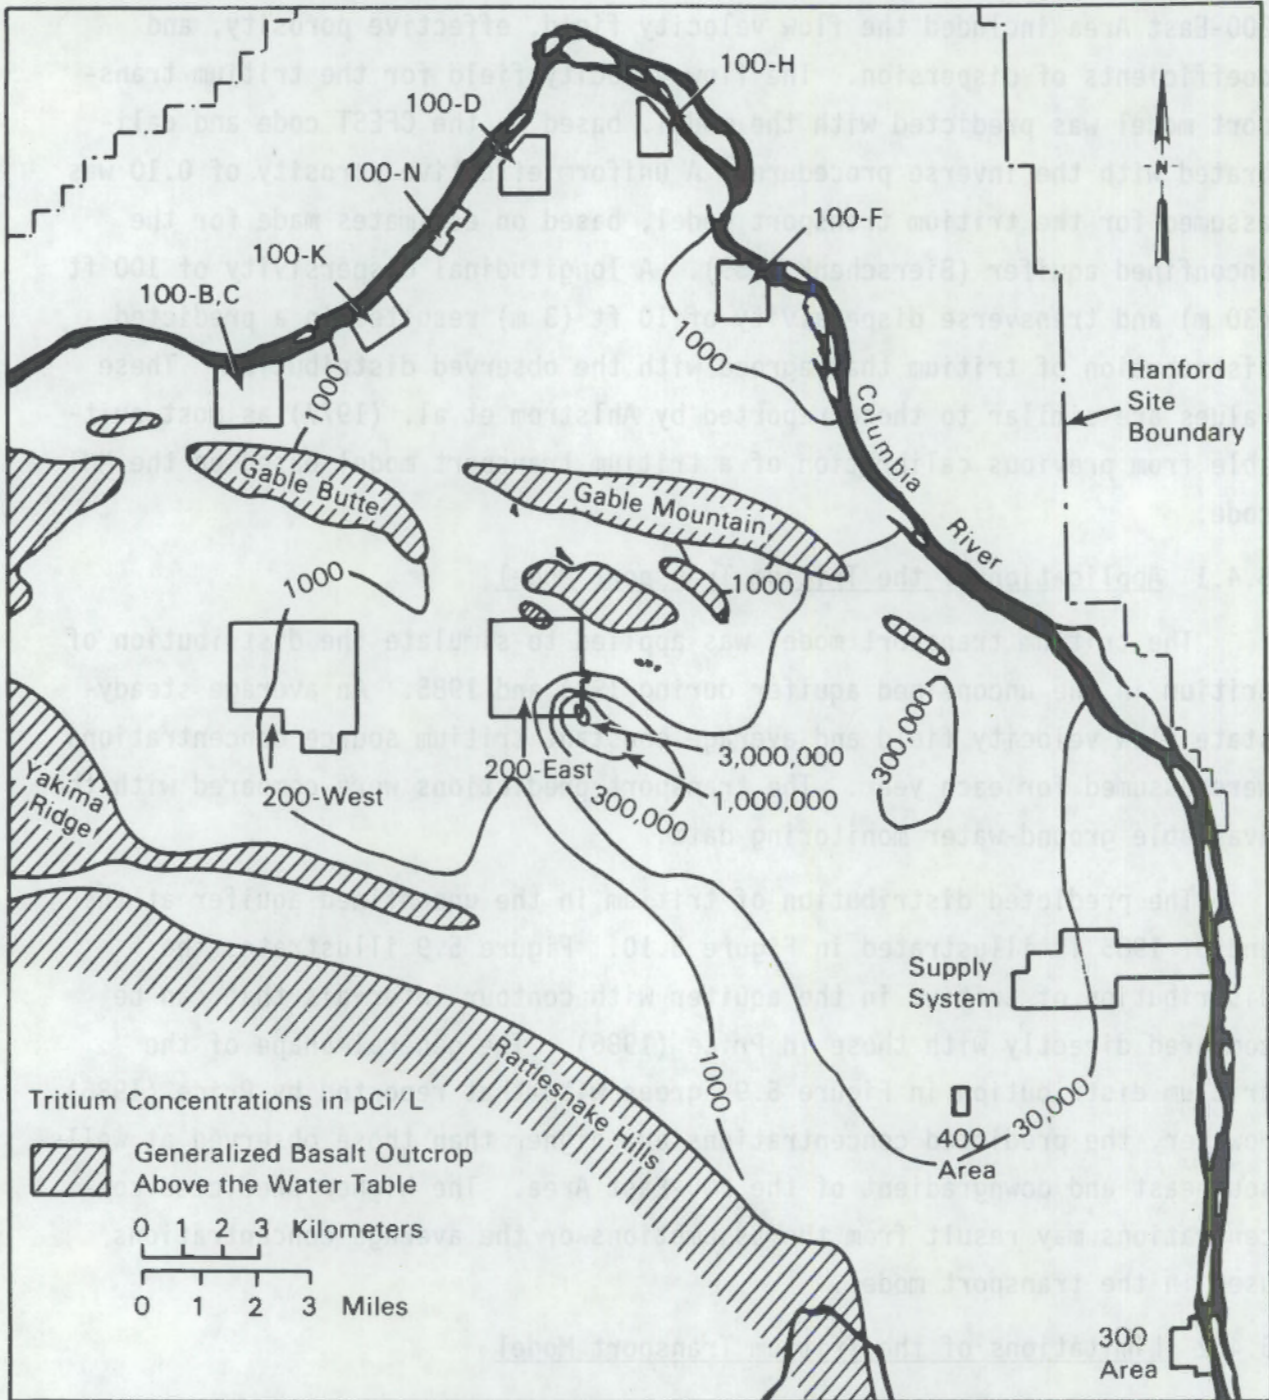 100-H
100-D
100-N
100-F
100-K
100-B,C
1000
1000
Columbia
River
Hanford
Site
Boundary
N
Gable Butte
Gable Mountain
1000
1000
300,000
3,000,000
200-East
1,000,000
300,000
200-West
Yakima
Ridge
Supply
System
Rattlesnake Hills
1000
30,000
400
Area
Tritium Concentrations in pCi/L
Generalized Basalt Outcrop
Above the Water Table
0 1 2 3 Kilometers
0 1 2 3 Miles
300
Area